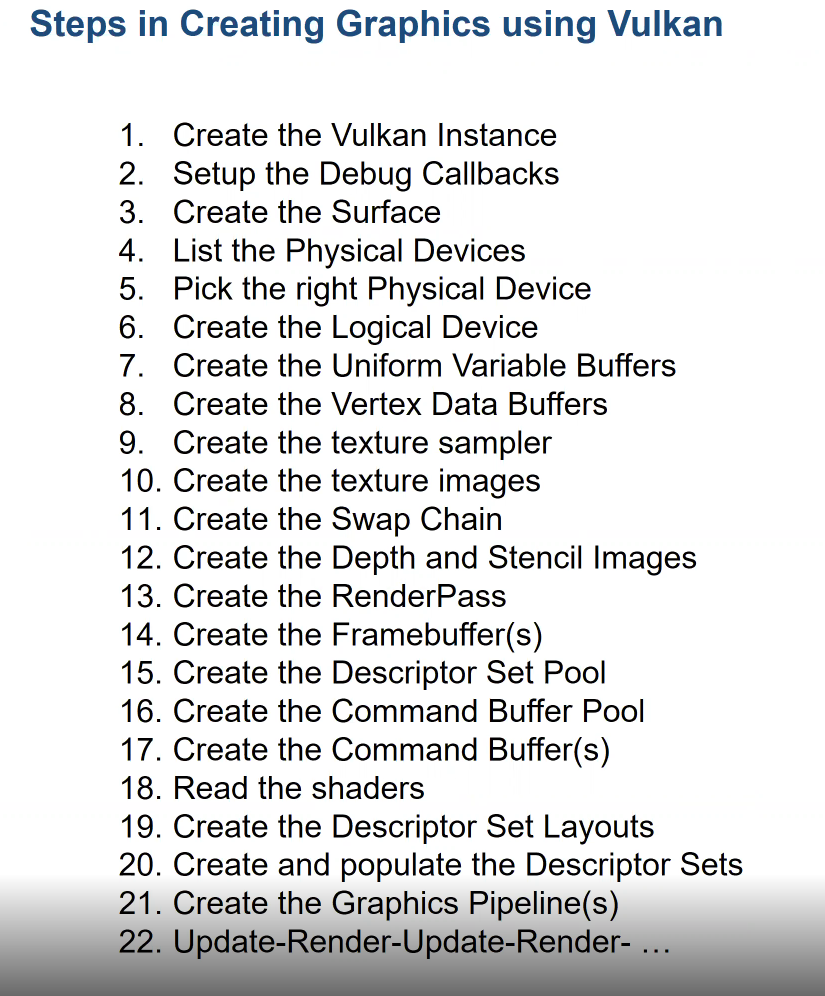 Steps in Creating Graphics using Vulkan
1. Create the Vulkan Instance
2. Setup the Debug Callbacks
3. Create the Surface
4. List the Physical Devices
5. Pick the right Physical Device
6. Create the Logical Device
7. Create the Uniform Variable Buffers
8. Create the Vertex Data Buffers
9. Create the texture sampler
10. Create the texture images
11. Create the Swap Chain
12. Create the Depth and Stencil Images
13. Create the RenderPass
14. Create the Framebuffer(s)
15. Create the Descriptor Set Pool
16. Create the Command Buffer Pool
17. Create the Command Buffer(s)
18. Read the shaders
19. Create the Descriptor Set Layouts
20. Create and populate the Descriptor Sets
21. Create the Graphics Pipeline(s)
22. Update-Render-Update-Render- …